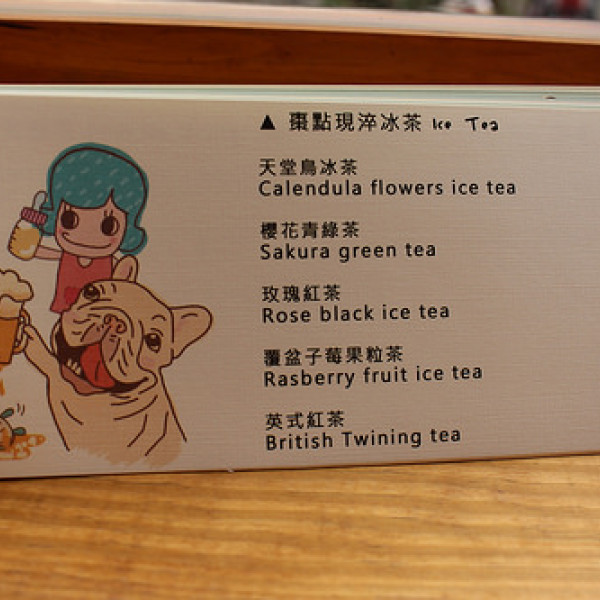 ▲ 棗點現淬冰茶 Ice Tea
天堂鳥冰茶
Calendula flowers ice tea
櫻花青綠茶
Sakura green tea
玫瑰紅茶
Rose black ice tea
覆盆子莓果粒茶
Rasberry fruit ice tea
英式紅茶
British Twining tea